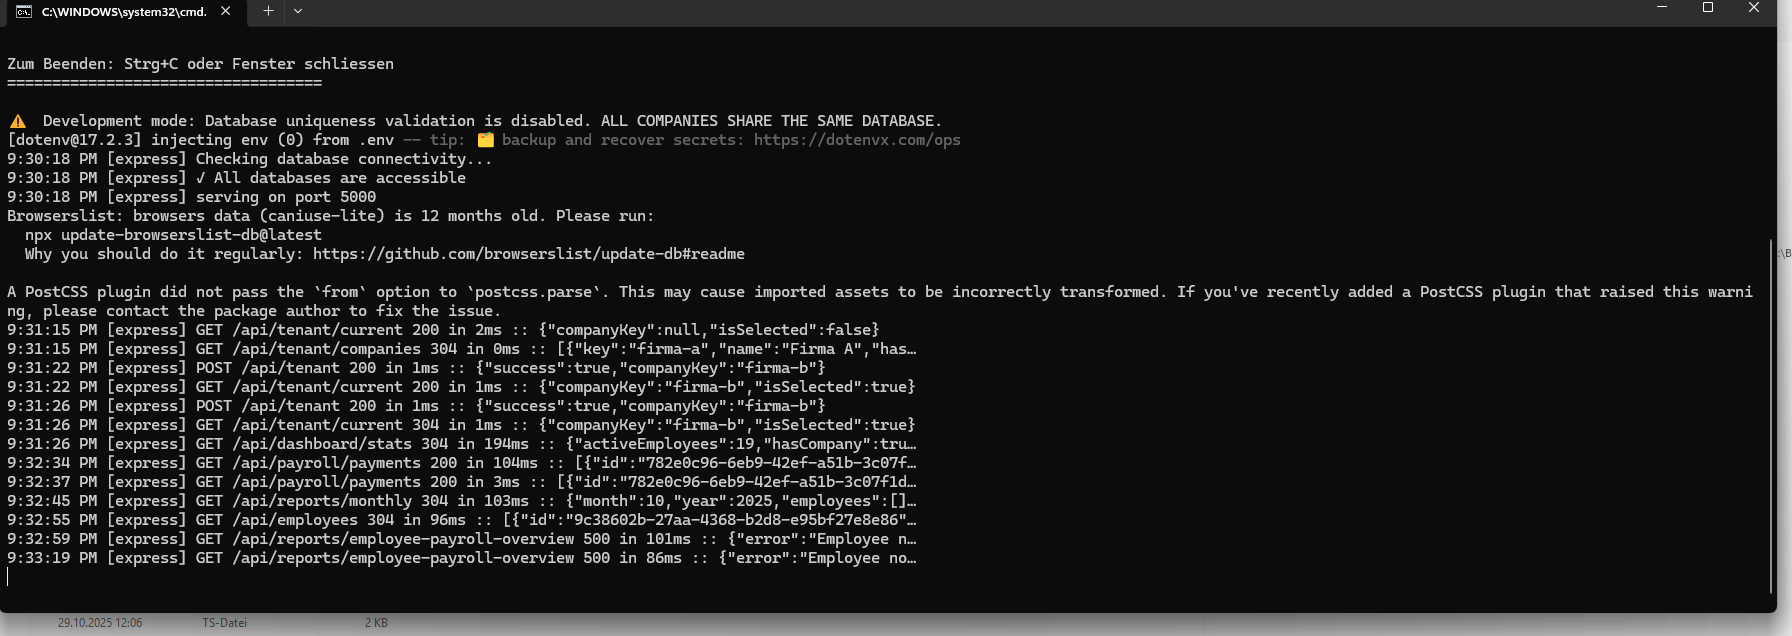 C:\WINDOWS\system32\cmd.
Zum Beenden: Strg+C oder Fenster schliessen
===================================
⚠ Development mode: Database uniqueness validation is disabled. ALL COMPANIES SHARE THE SAME DATABASE.
[dotenv@17.2.3] injecting env (0) from .env -- tip: 🗂️ backup and recover secrets: https://dotenvx.com/ops
9:30:18 PM [express] Checking database connectivity...
9:30:18 PM [express] ✓ All databases are accessible
9:30:18 PM [express] serving on port 5000
Browserslist: browsers data (caniuse-lite) is 12 months old. Please run:
  npx update-browserslist-db@latest
  Why you should do it regularly: https://github.com/browserslist/update-db#readme
A PostCSS plugin did not pass the `from` option to `postcss.parse`. This may cause imported assets to be incorrectly transformed. If you've recently added a PostCSS plugin that raised this warni
ng, please contact the package author to fix the issue.
9:31:15 PM [express] GET /api/tenant/current 200 in 2ms :: {"companyKey":null,"isSelected":false}
9:31:15 PM [express] GET /api/tenant/companies 304 in 0ms :: [{"key":"firma-a","name":"Firma A","has…
9:31:22 PM [express] POST /api/tenant 200 in 1ms :: {"success":true,"companyKey":"firma-b"}
9:31:22 PM [express] GET /api/tenant/current 200 in 1ms :: {"companyKey":"firma-b","isSelected":true}
9:31:26 PM [express] POST /api/tenant 200 in 1ms :: {"success":true,"companyKey":"firma-b"}
9:31:26 PM [express] GET /api/tenant/current 304 in 1ms :: {"companyKey":"firma-b","isSelected":true}
9:31:26 PM [express] GET /api/dashboard/stats 304 in 194ms :: {"activeEmployees":19,"hasCompany":tru…
9:32:34 PM [express] GET /api/payroll/payments 200 in 104ms :: [{"id":"782e0c96-6eb9-42ef-a51b-3c07f…
9:32:37 PM [express] GET /api/payroll/payments 200 in 3ms :: [{"id":"782e0c96-6eb9-42ef-a51b-3c07f1d…
9:32:45 PM [express] GET /api/reports/monthly 304 in 103ms :: {"month":10,"year":2025,"employees":[]…
9:32:55 PM [express] GET /api/employees 304 in 96ms :: [{"id":"9c38602b-27aa-4368-b2d8-e95bf27e8e86"…
9:32:59 PM [express] GET /api/reports/employee-payroll-overview 500 in 101ms :: {"error":"Employee n…
9:33:19 PM [express] GET /api/reports/employee-payroll-overview 500 in 86ms :: {"error":"Employee no…
:\B
29.10.2025 12:06 TS-Datei 2 KB